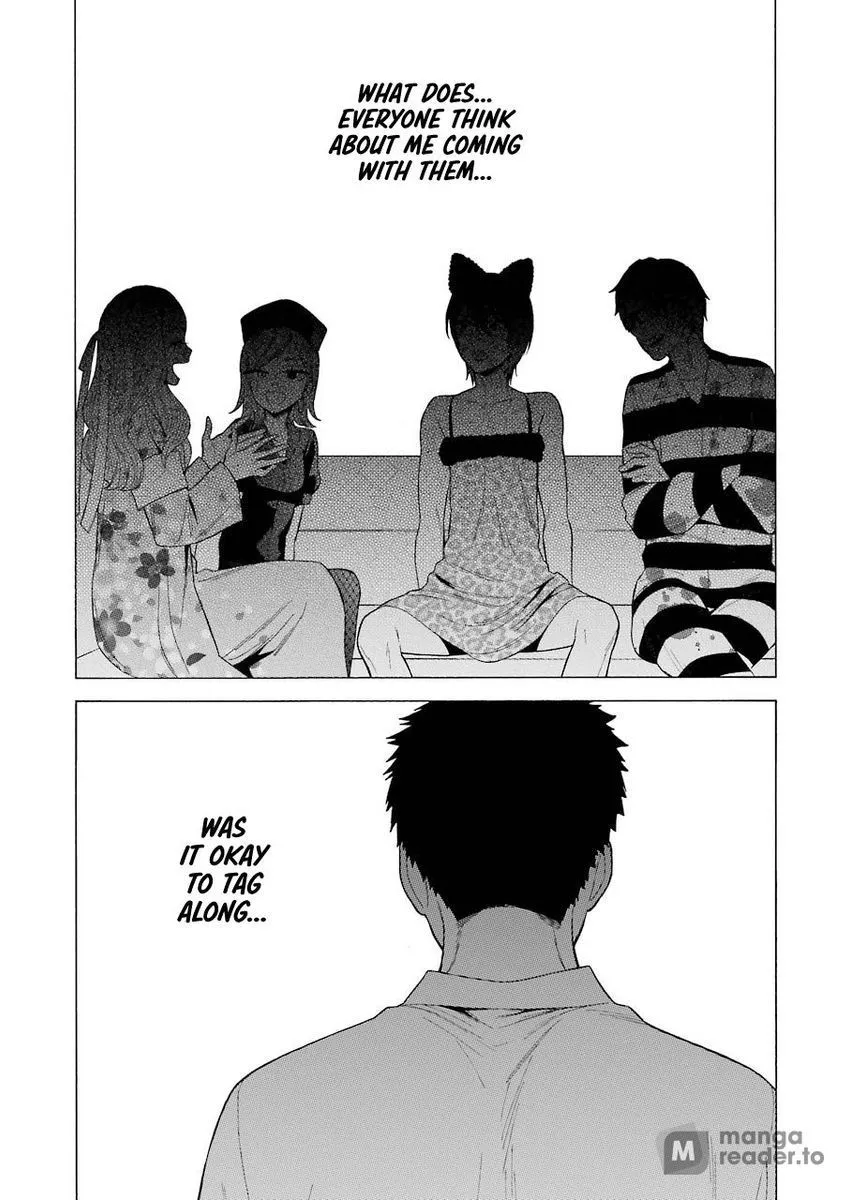 WHAT DOES...
EVERYONE THINK
ABOUT ME COMING
WITH THEM...
WAS
IT OKAY
TO TAG
ALONG...
M manga
reader.to